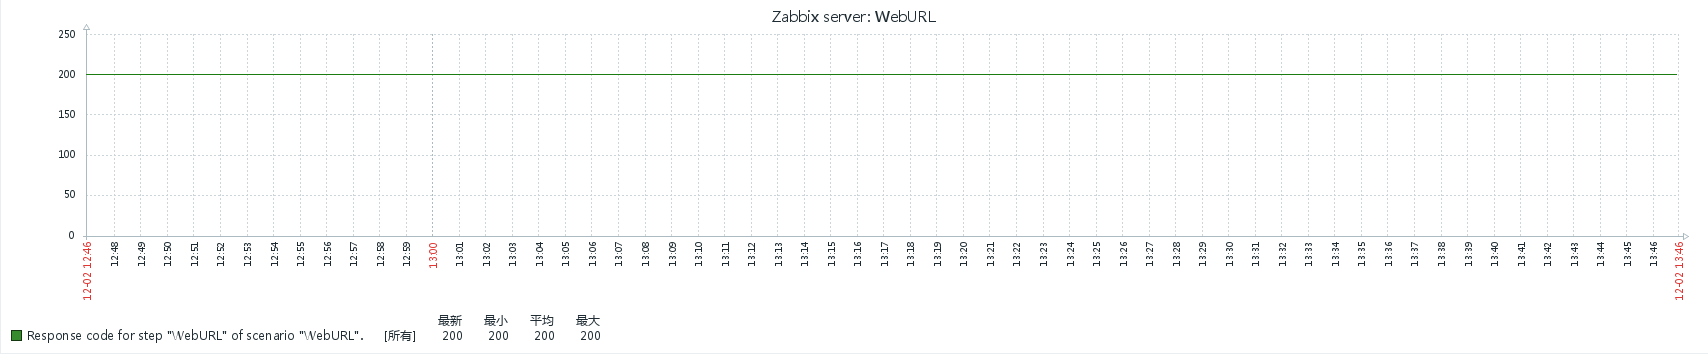 Zabbix server: WebURL
250
200
150
100
50
0
12-02 12:46 12:48 12:49 12:50 12:51 12:52 12:53 12:54 12:55 12:56 12:57 12:58 12:59 13:00 13:01 13:02 13:03 13:04 13:05 13:06 13:07 13:08 13:09 13:10 13:11 13:12 13:13 13:14 13:15 13:16 13:17 13:18 13:19 13:20 13:21 13:22 13:23 13:24 13:25 13:26 13:27 13:28 13:29 13:30 13:31 13:32 13:33 13:34 13:35 13:36 13:37 13:38 13:39 13:40 13:41 13:42 13:43 13:44 13:45 13:46 12-02 13:46
最新 最小 平均 最大
Response code for step "WebURL" of scenario "WebURL". [所有] 200 200 200 200